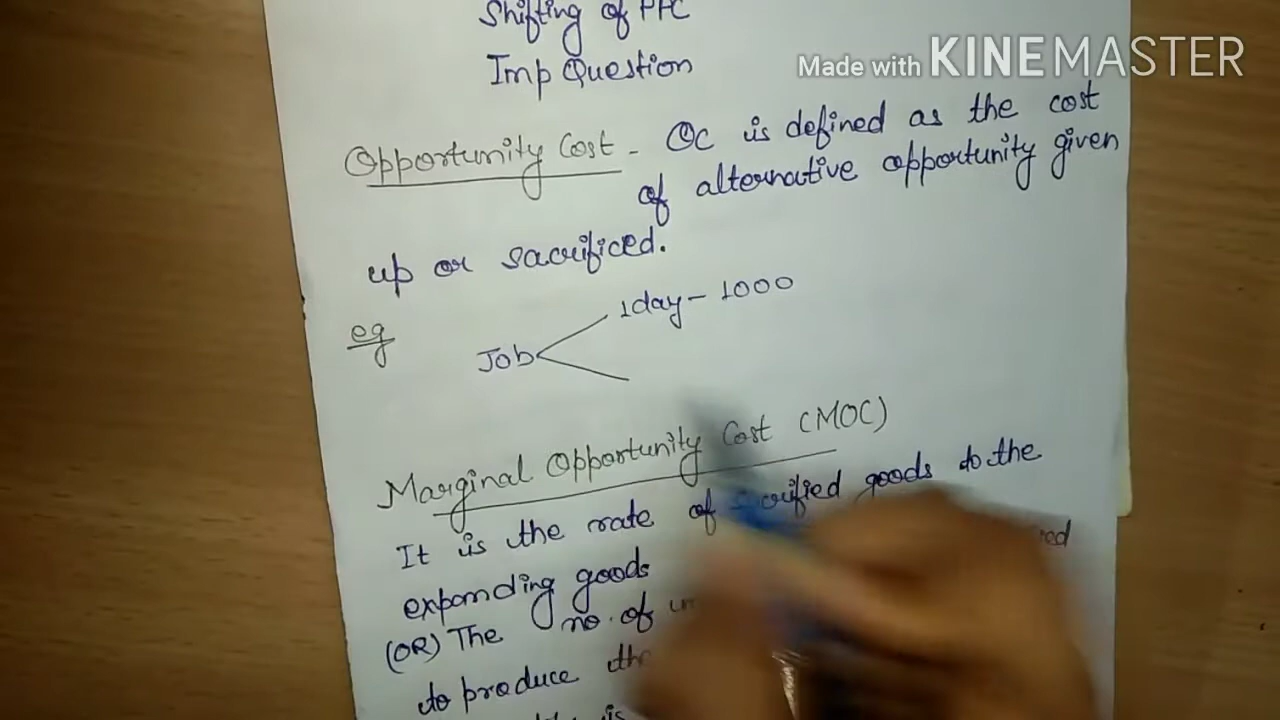 Shifting of PPC
Imp Question
Made with KINEMASTER
Opportunity Cost - OC is defined as the cost
of alternative opportunity given
up or sacrificed.
eg
1day - 1000
Job
Marginal Opportunity Cost (MOC)
It is the rate of goods to the
expanding goods
(OR) The no. of
to produce
is